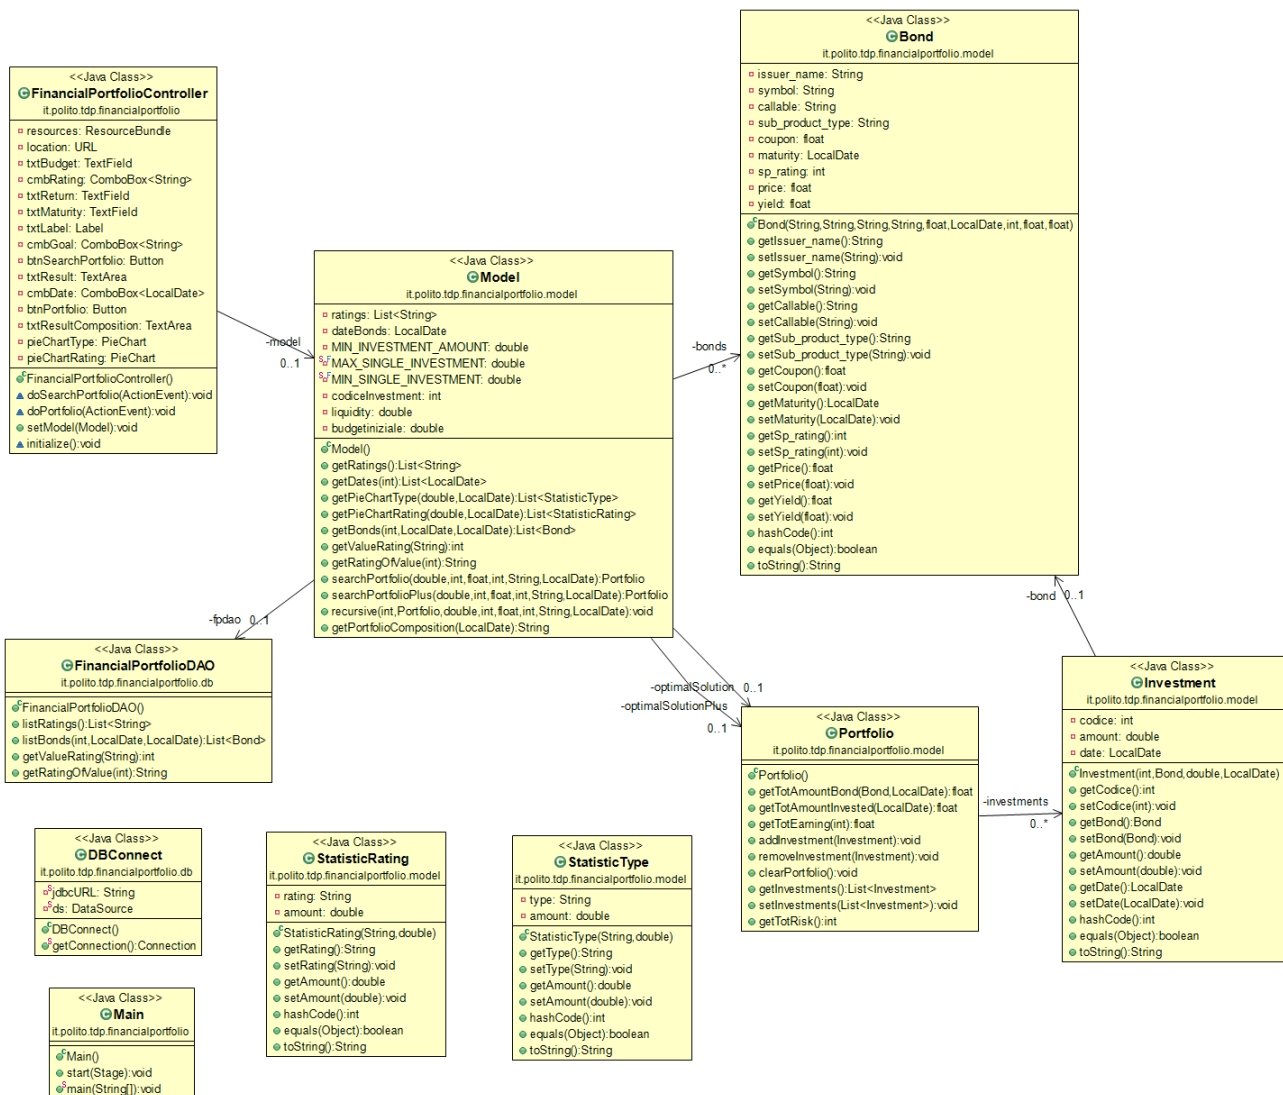 <<Java Class>>
FinancialPortfolioController
it.polito.tdp.financialportfolio
resources: ResourceBundle
location: URL
txtBudget: TextField
cmbRating: ComboBox<String>
txtReturn: TextField
txtMaturity: TextField
txtLabel: Label
cmbGoal: ComboBox<String>
btnSearchPortfolio: Button
txtResult: TextArea
cmbDate: ComboBox<LocalDate>
btnPortfolio: Button
txtResultComposition: TextArea
pieChartType: PieChart
pieChartRating: PieChart
FinancialPortfolioController()
doSearchPortfolio(ActionEvent):void
doPortfolio(ActionEvent):void
setModel(Model):void
initialize():void
-model
0..1
<<Java Class>>
Model
it.polito.tdp.financialportfolio.model
ratings: List<String>
dateBonds: LocalDate
MIN_INVESTMENT_AMOUNT: double
MAX_SINGLE_INVESTMENT: double
MIN_SINGLE_INVESTMENT: double
codiceInvestment: int
liquidity: double
budgetiniziale: double
Model()
getRatings():List<String>
getDates(int):List<LocalDate>
getPieChartType(double,LocalDate):List<StatisticType>
getPieChartRating(double,LocalDate):List<StatisticRating>
getBonds(int,LocalDate,LocalDate):List<Bond>
getValueRating(String):int
getRatingOfValue(int):String
searchPortfolio(double,int,float,int,String,LocalDate):Portfolio
searchPortfolioPlus(double,int,float,int,String,LocalDate):Portfolio
recursive(int,Portfolio,double,int,float,int,String,LocalDate):void
getPortfolioComposition(LocalDate):String
-bonds
0..*
<<Java Class>>
Bond
it.polito.tdp.financialportfolio.model
issuer_name: String
symbol: String
callable: String
sub_product_type: String
coupon: float
maturity: LocalDate
sp_rating: int
price: float
yield: float
Bond(String,String,String,String,float,LocalDate,int,float,float)
getIssuer_name():String
setIssuer_name(String):void
getSymbol():String
setSymbol(String):void
getCallable():String
setCallable(String):void
getSub_product_type():String
setSub_product_type(String):void
getCoupon():float
setCoupon(float):void
getMaturity():LocalDate
setMaturity(LocalDate):void
getSp_rating():int
setSp_rating(int):void
getPrice():float
setPrice(float):void
getYield():float
setYield(float):void
hashCode():int
equals(Object):boolean
toString():String
-bond 0..1
-fpdao 0..1
<<Java Class>>
FinancialPortfolioDAO
it.polito.tdp.financialportfolio.db
FinancialPortfolioDAO()
listRatings():List<String>
listBonds(int,LocalDate,LocalDate):List<Bond>
getValueRating(String):int
getRatingOfValue(int):String
-optimalSolution 0..1
-optimalSolutionPlus
0..1
<<Java Class>>
Portfolio
it.polito.tdp.financialportfolio.model
Portfolio()
getTotAmountBond(Bond,LocalDate):float
getTotAmountInvested(LocalDate):float
getTotEarning(int):float
addInvestment(Investment):void
removeInvestment(Investment):void
clearPortfolio():void
getInvestments():List<Investment>
setInvestments(List<Investment>):void
getTotRisk():int
-investments
0..*
<<Java Class>>
Investment
it.polito.tdp.financialportfolio.model
codice: int
amount: double
date: LocalDate
Investment(int,Bond,double,LocalDate)
getCodice():int
setCodice(int):void
getBond():Bond
setBond(Bond):void
getAmount():double
setAmount(double):void
getDate():LocalDate
setDate(LocalDate):void
hashCode():int
equals(Object):boolean
toString():String
<<Java Class>>
DBConnect
it.polito.tdp.financialportfolio.db
jdbcURL: String
ds: DataSource
DBConnect()
getConnection():Connection
<<Java Class>>
StatisticRating
it.polito.tdp.financialportfolio.model
rating: String
amount: double
StatisticRating(String,double)
getRating():String
setRating(String):void
getAmount():double
setAmount(double):void
hashCode():int
equals(Object):boolean
toString():String
<<Java Class>>
StatisticType
it.polito.tdp.financialportfolio.model
type: String
amount: double
StatisticType(String,double)
getType():String
setType(String):void
getAmount():double
setAmount(double):void
hashCode():int
equals(Object):boolean
toString():String
<<Java Class>>
Main
it.polito.tdp.financialportfolio
Main()
start(Stage):void
main(String[]):void